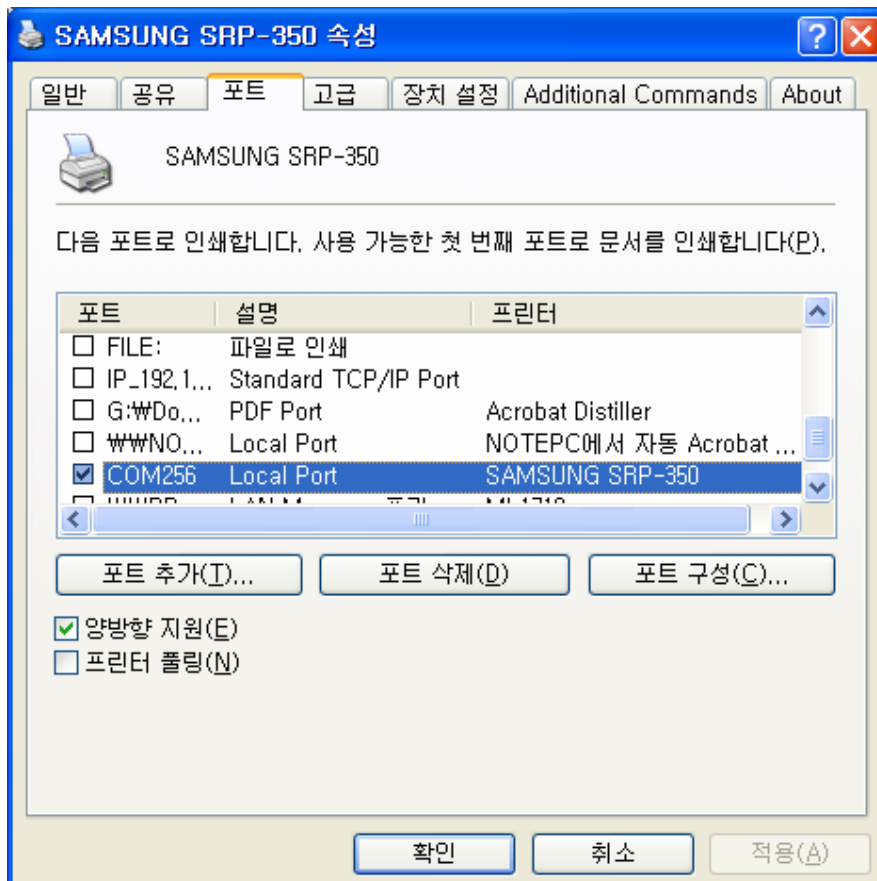 SAMSUNG SRP-350 속성
일반 공유 포트 고급 장치 설정 Additional Commands About
SAMSUNG SRP-350
다음 포트로 인쇄합니다. 사용 가능한 첫 번째 포트로 문서를 인쇄합니다(P).
포트 설명 프린터
FILE: 파일로 인쇄
IP_192,1... Standard TCP/IP Port
G:₩Do... PDF Port Acrobat Distiller
₩₩NO... Local Port NOTEPC에서 자동 Acrobat ...
COM256 Local Port SAMSUNG SRP-350
포트 추가(T)... 포트 삭제(D) 포트 구성(C)...
양방향 지원(E)
프린터 풀링(N)
확인 취소 적용(A)